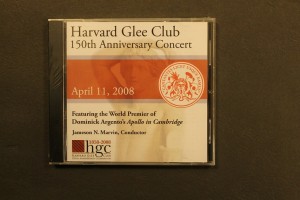 Harvard Glee Club
150th Anniversary Concert
April 11, 2008
Featuring the World Premier of
Dominick Argento's Apollo in Cambridge
Jameson N. Marvin, Conductor
1858-2008
hgc